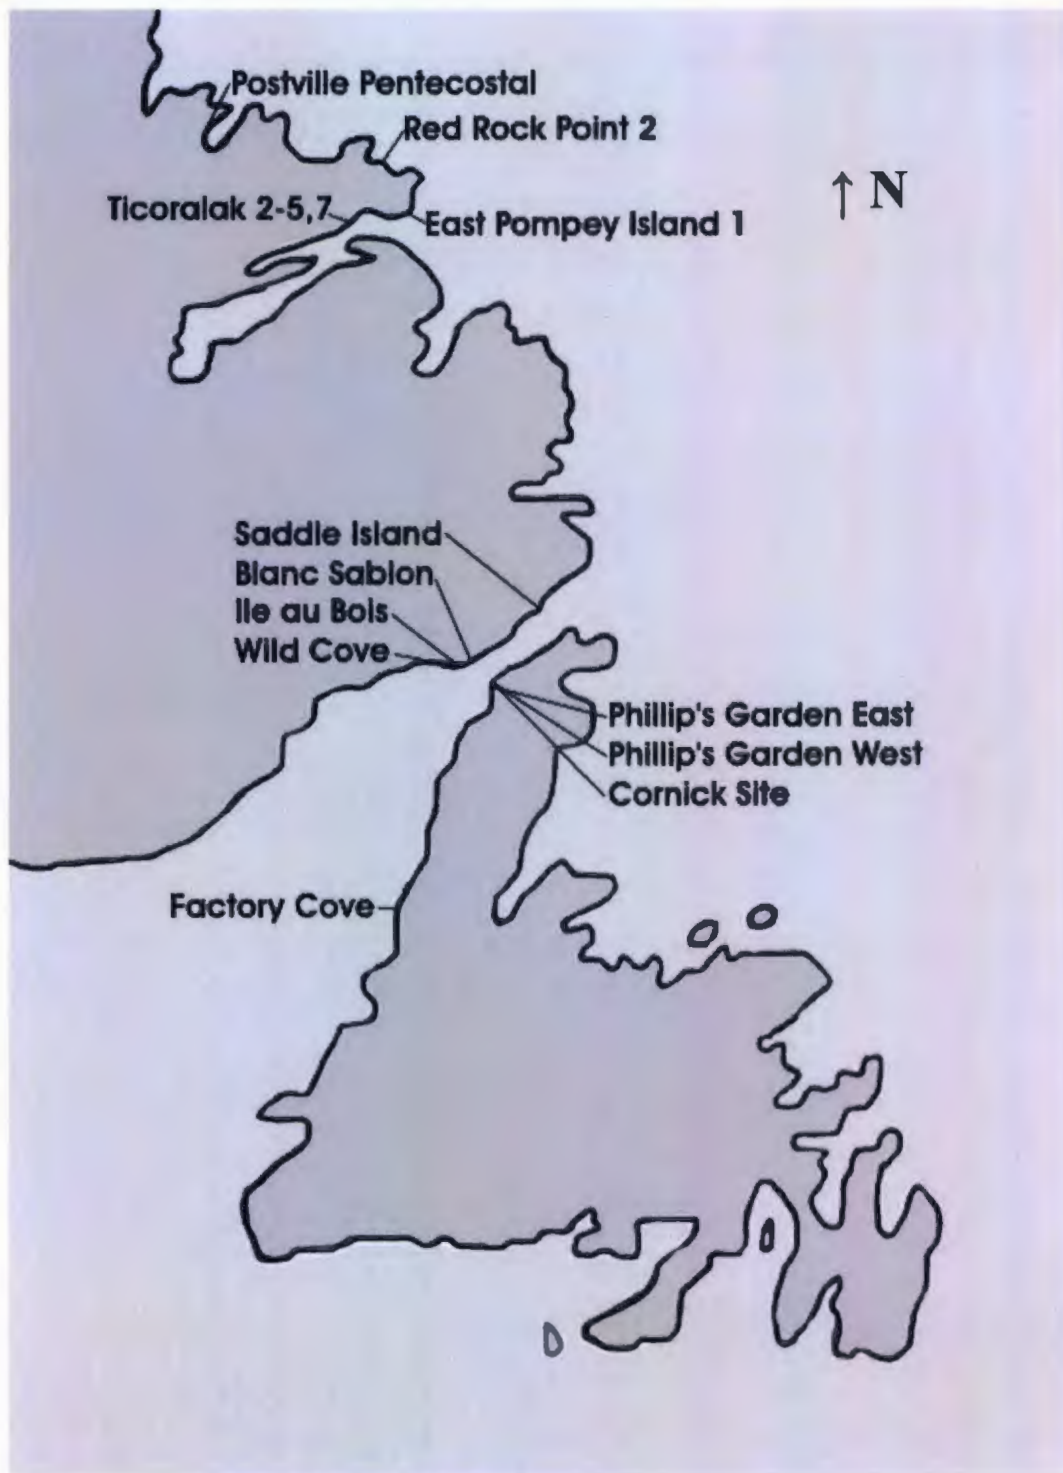 Postville Pentecostal
Red Rock Point 2
↑ N
Ticoralak 2-5,7
East Pompey Island 1
Saddle Island
Blanc Sablon
Ile au Bois
Wild Cove
Phillip's Garden East
Phillip's Garden West
Cornick Site
Factory Cove